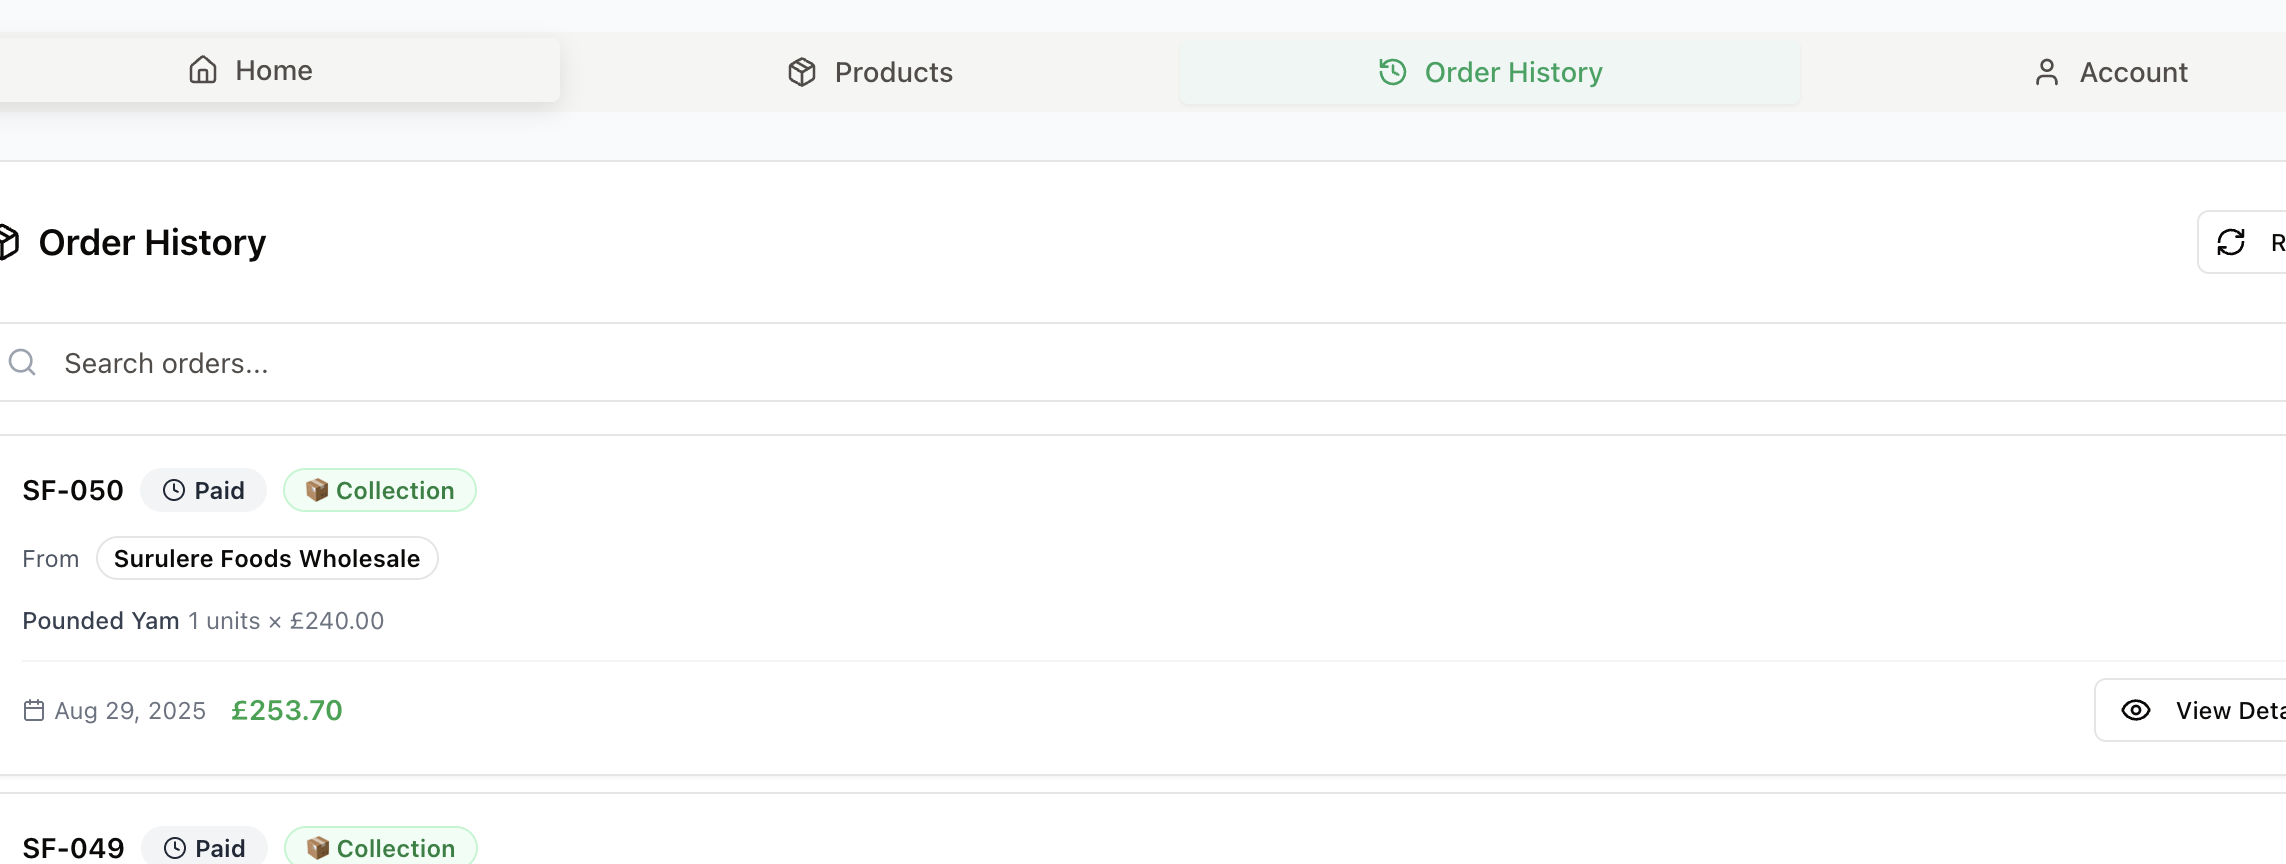 Home
Products
Order History
Account
Order History
R
Search orders...
SF-050 Paid 📦 Collection
From Surulere Foods Wholesale
Pounded Yam 1 units × £240.00
Aug 29, 2025 £253.70
View Deta
SF-049 Paid 📦 Collection